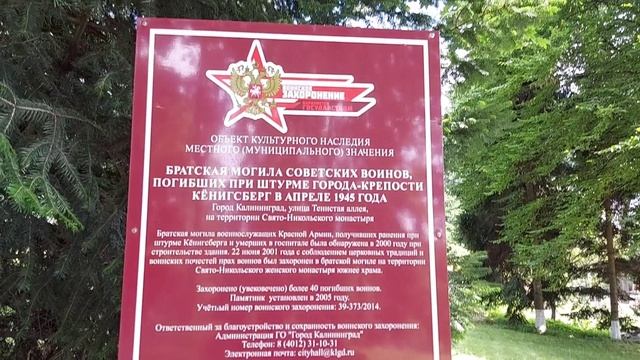 ВОИНСКОЕ
ЗАХОРОНЕНИЕ
ОХРАНЯЕТСЯ
ГОСУДАРСТВОМ
ОБЪЕКТ КУЛЬТУРНОГО НАСЛЕДИЯ
МЕСТНОГО (МУНИЦИПАЛЬНОГО) ЗНАЧЕНИЯ
БРАТСКАЯ МОГИЛА СОВЕТСКИХ ВОИНОВ,
ПОГИБШИХ ПРИ ШТУРМЕ ГОРОДА-КРЕПОСТИ
КЁНИГСБЕРГ В АПРЕЛЕ 1945 ГОДА
Город Калининград, улица Тенистая аллея,
на территории Свято-Никольского монастыря
Братская могила военнослужащих Красной Армии, получивших ранения при
штурме Кёнигсберга и умерших в госпитале была обнаружена в 2000 году при
строительстве здания. 22 июня 2001 года с соблюдением церковных традиций и
воинских почестей прах воинов был захоронен в братской могиле на территории
Свято-Никольского женского монастыря южнее храма.
Захоронено (увековечено) более 40 погибших воинов.
Памятник установлен в 2005 году.
Учётный номер воинского захоронения: 39-373/2014.
Ответственный за благоустройство и сохранность воинского захоронения:
Администрация ГО "Город Калининград"
Телефон: 8 (4012) 31-10-31
Электронная почта: cityhall@klgd.ru